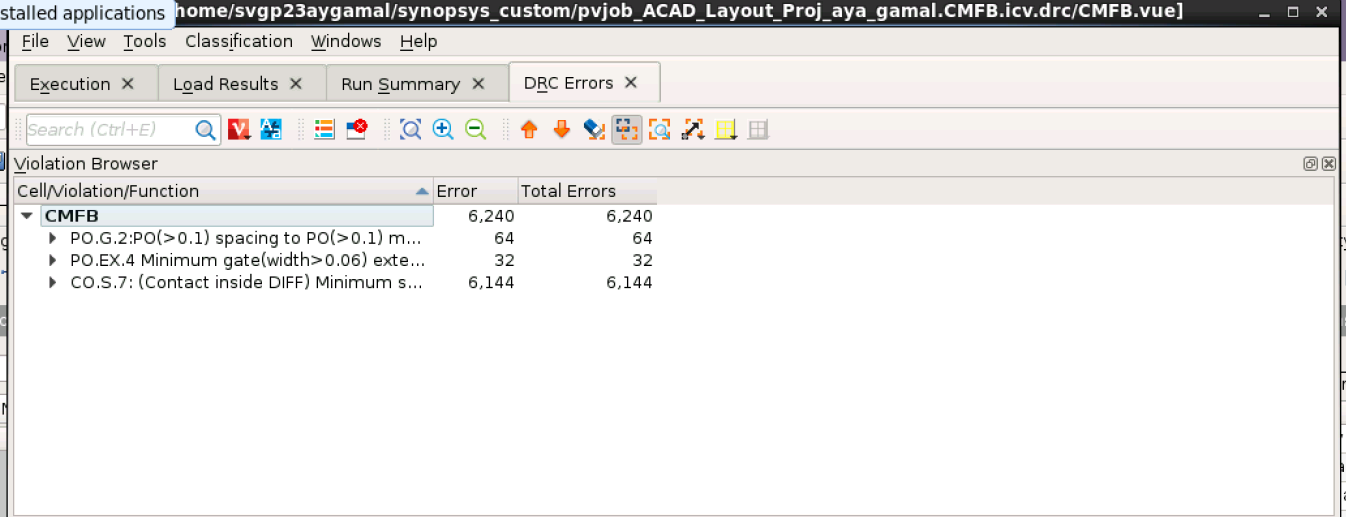 stalled applications
home/svgp23aygamal/synopsys_custom/pvjob_ACAD_Layout_Proj_aya_gamal.CMFB.icv.drc/CMFB.vue]
File View Tools Classification Windows Help
Execution Load Results Run Summary DRC Errors
Search (Ctrl+E)
Violation Browser
Cell/Violation/Function Error Total Errors
CMFB 6,240 6,240
PO.G.2:PO(>0.1) spacing to PO(>0.1) m... 64 64
PO.EX.4 Minimum gate(width>0.06) exte... 32 32
CO.S.7: (Contact inside DIFF) Minimum s... 6,144 6,144